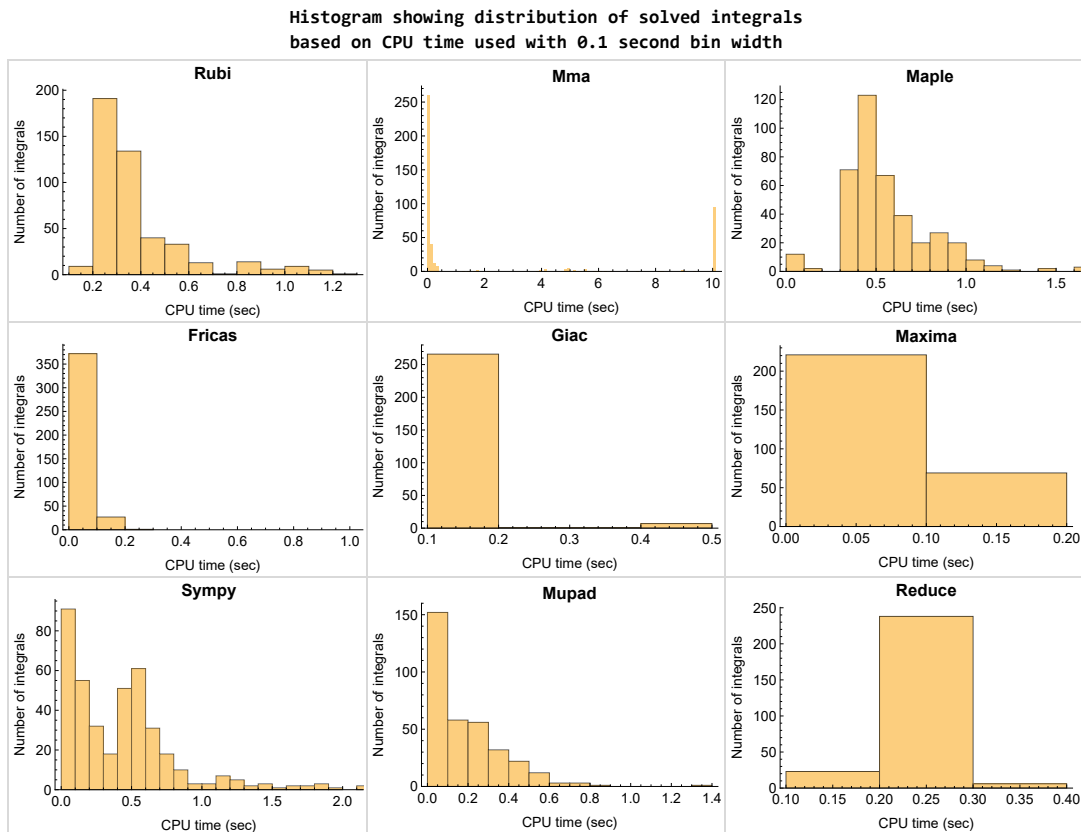 Histogram showing distribution of solved integrals
based on CPU time used with 0.1 second bin width
Rubi
Number of integrals
200
150
100
50
0
0.2 0.4 0.6 0.8 1.0 1.2
CPU time (sec)
Mma
Number of integrals
250
200
150
100
50
0
0 2 4 6 8 10
CPU time (sec)
Maple
Number of integrals
120
100
80
60
40
20
0
0.0 0.5 1.0 1.5
CPU time (sec)
Fricas
Number of integrals
350
300
250
200
150
100
50
0
0.0 0.2 0.4 0.6 0.8 1.0
CPU time (sec)
Giac
Number of integrals
250
200
150
100
50
0
0.1 0.2 0.3 0.4 0.5
CPU time (sec)
Maxima
Number of integrals
200
150
100
50
0
0.00 0.05 0.10 0.15 0.20
CPU time (sec)
Sympy
Number of integrals
80
60
40
20
0
0.0 0.5 1.0 1.5 2.0
CPU time (sec)
Mupad
Number of integrals
150
100
50
0
0.0 0.2 0.4 0.6 0.8 1.0 1.2 1.4
CPU time (sec)
Reduce
Number of integrals
250
200
150
100
50
0
0.10 0.15 0.20 0.25 0.30 0.35 0.40
CPU time (sec)